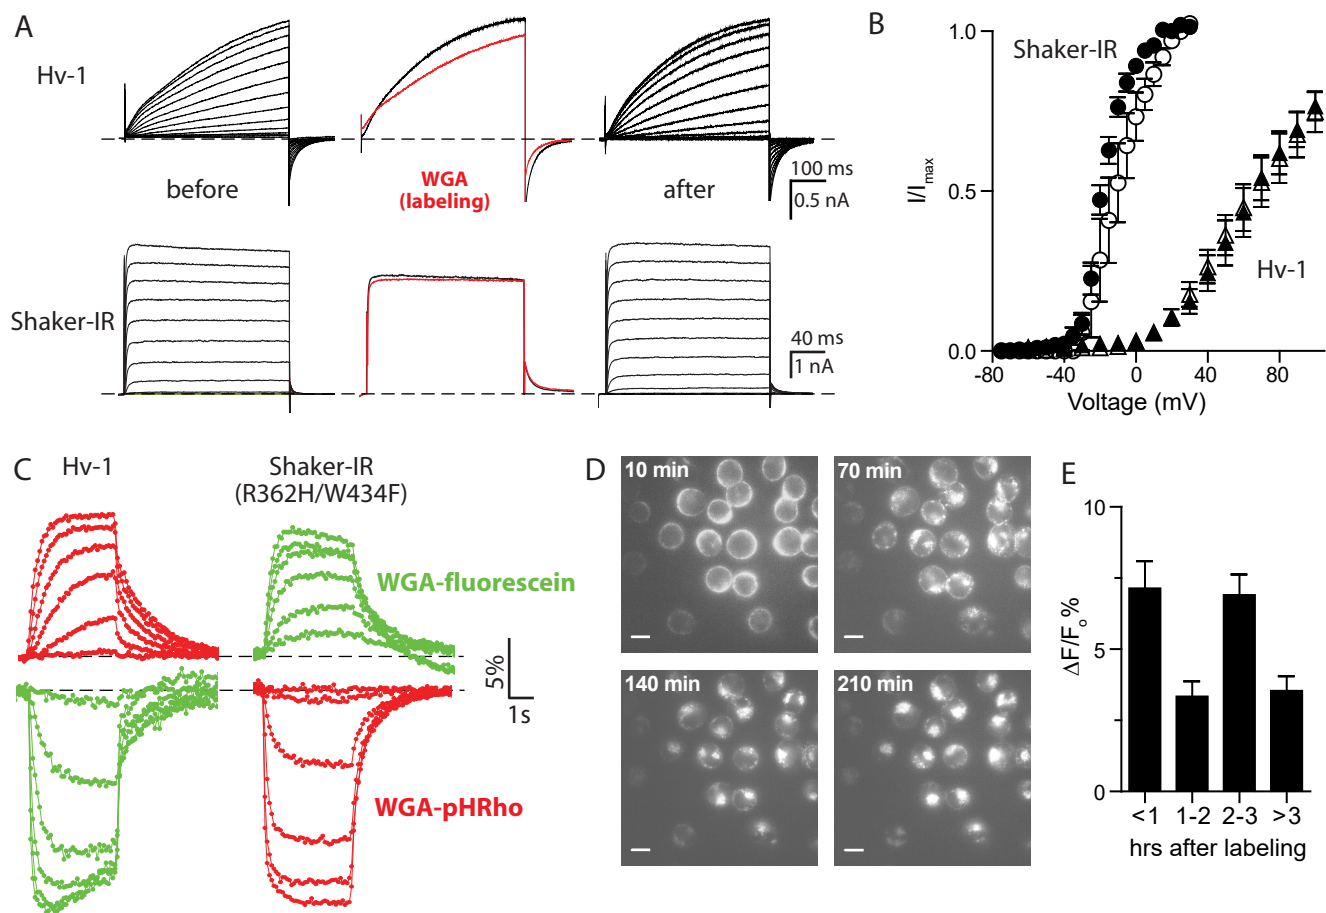 A
Hv-1
before
WGA
(labeling)
after
100 ms
0.5 nA
Shaker-IR
40 ms
1 nA
B
Shaker-IR
Hv-1
I/Imax
1.0
0.5
0.0
-80
-40
0
40
80
Voltage (mV)
C
Hv-1
Shaker-IR
(R362H/W434F)
WGA-fluorescein
5%
1s
WGA-pHRho
D
10 min
70 min
140 min
210 min
E
ΔF/Fo%
10
5
0
<1
1-2
2-3
>3
hrs after labeling